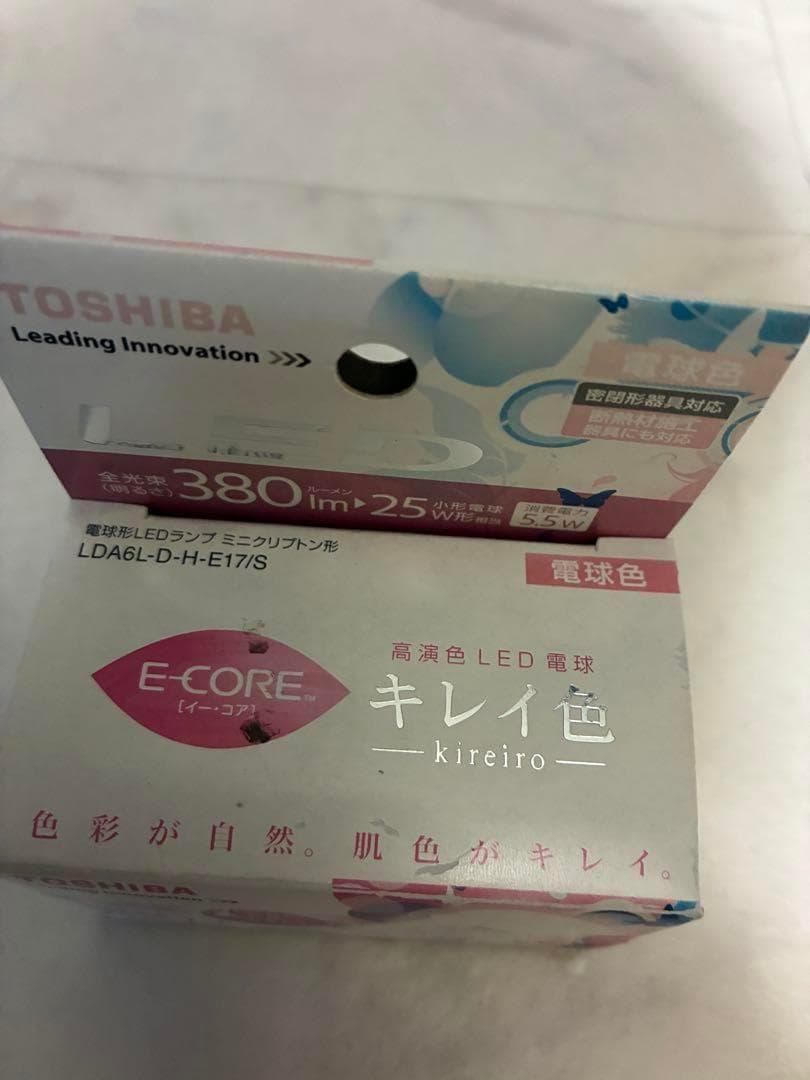 TOSHIBA
Leading Innovation >>>
電球色
密閉形器具対応
断熱材施工
器具にも対応
全光束
(明るさ)
380 ルーメン lm▶25 小形電球 W形相当
消費電力
5.5W
電球形LEDランプ ミニクリプトン形
LDA6L-D-H-E17/S
電球色
E-CORE™
[イー・コア]
高演色LED電球
キレイ色
kireiro
色彩が自然。肌色がキレイ。
TOSHIBA
Leading Innovation >>>